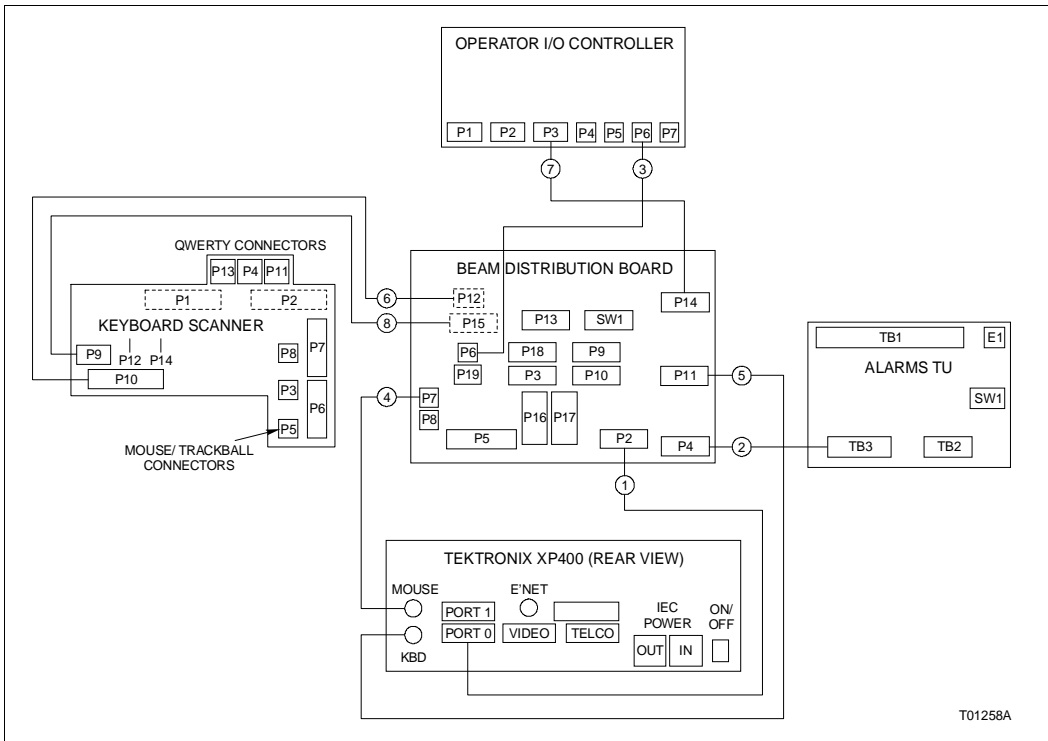 OPERATOR I/O CONTROLLER
P1 P2 P3 P4 P5 P6 P7
7 3
QWERTY CONNECTORS
P13 P4 P11
P1 P2
KEYBOARD SCANNER
P9 P12 P14
P10
P8 P7
P3
P5 P6
MOUSE/ TRACKBALL
CONNECTORS
6
8
4
BEAM DISTRIBUTION BOARD
P12 P14
P15 P13 SW1
P6 P18 P9
P19 P3 P10 P11
P7
P8 P16 P17
P5 P2 P4
5
2
1
TB1 E1
ALARMS TU
SW1
TB3 TB2
TEKTRONIX XP400 (REAR VIEW)
MOUSE E'NET
PORT 1
PORT 0 VIDEO TELCO
KBD
IEC
POWER
OUT IN
ON/
OFF
T01258A